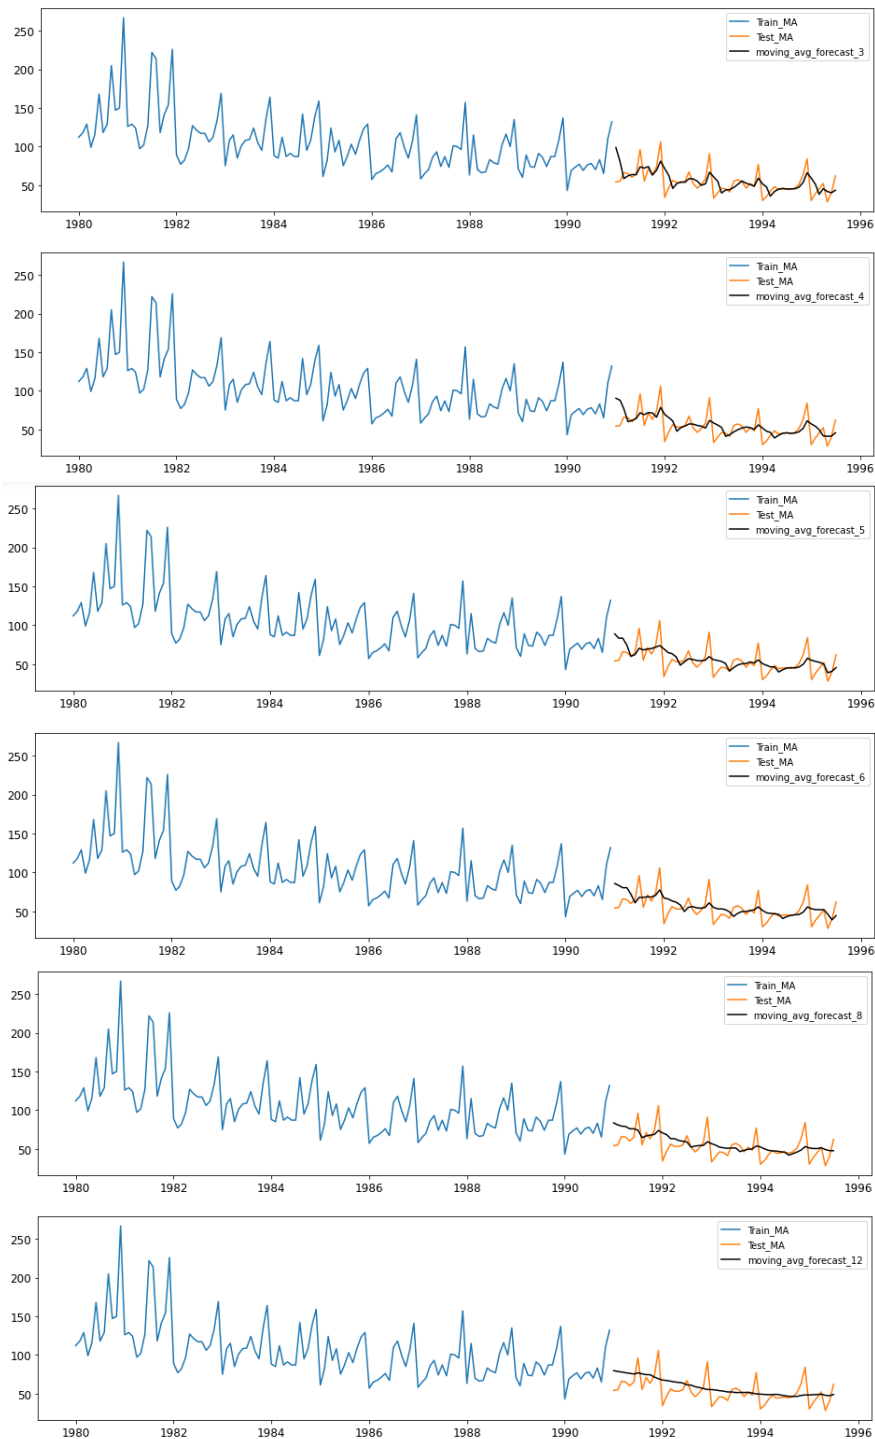 250
200
150
100
50
1980 1982 1984 1986 1988 1990 1992 1994 1996
Train_MA
Test_MA
moving_avg_forecast_3
250
200
150
100
50
1980 1982 1984 1986 1988 1990 1992 1994 1996
Train_MA
Test_MA
moving_avg_forecast_4
250
200
150
100
50
1980 1982 1984 1986 1988 1990 1992 1994 1996
Train_MA
Test_MA
moving_avg_forecast_5
250
200
150
100
50
1980 1982 1984 1986 1988 1990 1992 1994 1996
Train_MA
Test_MA
moving_avg_forecast_6
250
200
150
100
50
1980 1982 1984 1986 1988 1990 1992 1994 1996
Train_MA
Test_MA
moving_avg_forecast_8
250
200
150
100
50
1980 1982 1984 1986 1988 1990 1992 1994 1996
Train_MA
Test_MA
moving_avg_forecast_12